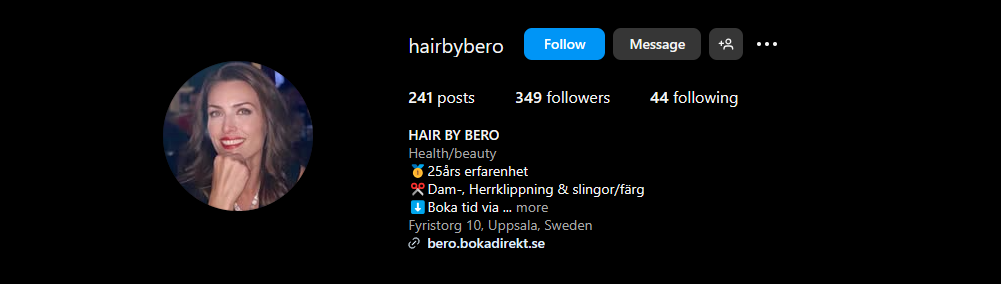 hairbybero Follow Message
241 posts 349 followers 44 following
HAIR BY BERO
Health/beauty
🥇25års erfarenhet
✂️Dam-, Herrklippning & slingor/färg
⬇️Boka tid via ... more
Fyristorg 10, Uppsala, Sweden
bero.bokadirekt.se